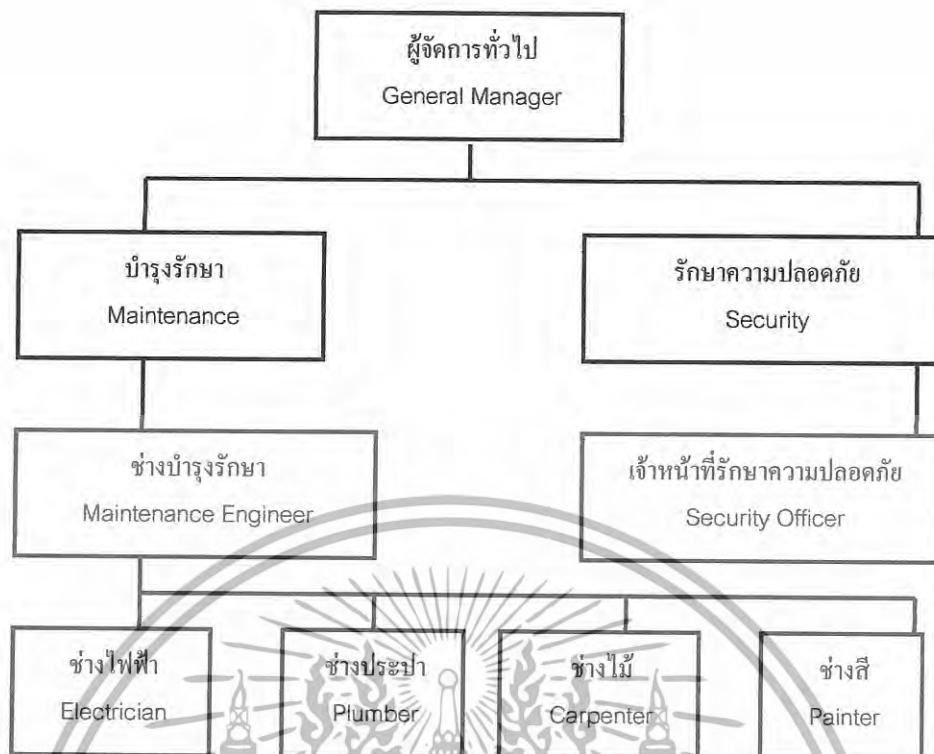 ผู้จัดการทั่วไป
General Manager
บำรุงรักษา
Maintenance
รักษาความปลอดภัย
Security
ช่างบำรุงรักษา
Maintenance Engineer
เจ้าหน้าที่รักษาความปลอดภัย
Security Officer
ช่างไฟฟ้า
Electrician
ช่างประปา
Plumber
ช่างไม้
Carpenter
ช่างสี
Painter